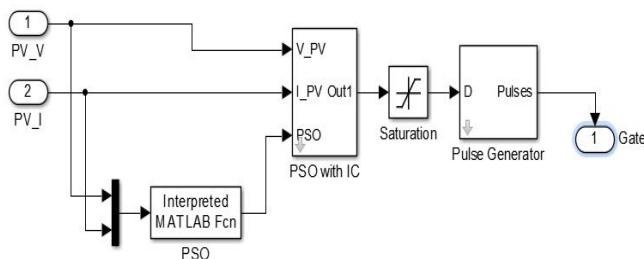 1
PV_V
2
PV_I
V_PV
I_PV Out1
PSO
PSO with IC
Interpreted
MATLAB Fcn
PSO
Saturation
D Pulses
Pulse Generator
1
Gate